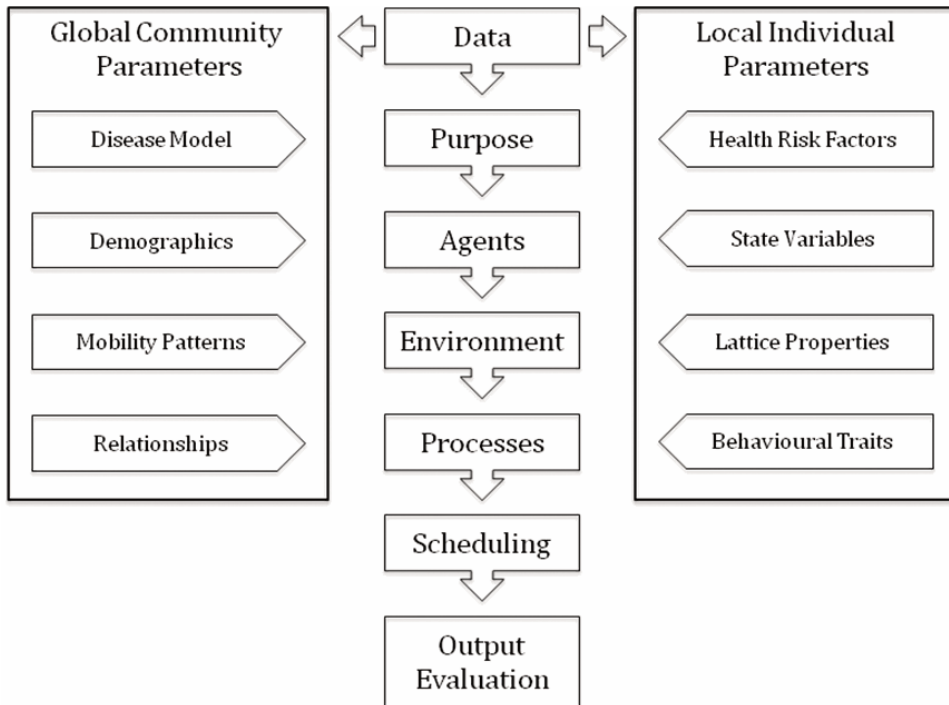 Global Community
Parameters
Disease Model
Demographics
Mobility Patterns
Relationships
Data
Purpose
Agents
Environment
Processes
Scheduling
Output
Evaluation
Local Individual
Parameters
Health Risk Factors
State Variables
Lattice Properties
Behavioural Traits